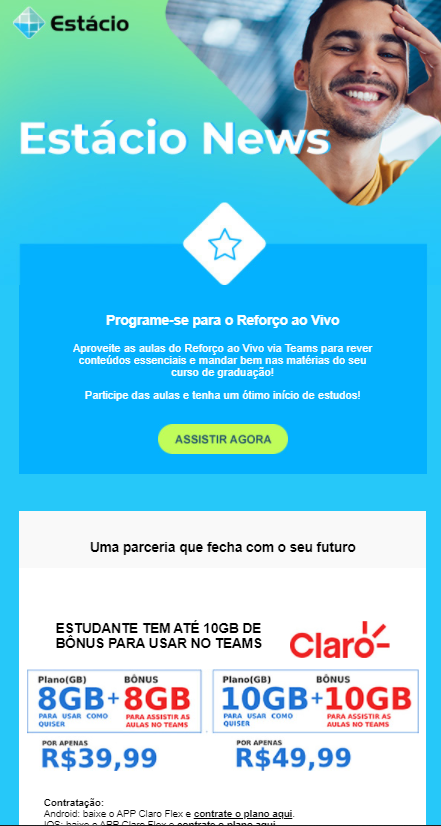 Estácio
Estácio News
Programe-se para o Reforço ao Vivo
Aproveite as aulas do Reforço ao Vivo via Teams para rever
conteúdos essenciais e mandar bem nas matérias do seu
curso de graduação!
Participe das aulas e tenha um ótimo início de estudos!
ASSISTIR AGORA
Uma parceria que fecha com o seu futuro
ESTUDANTE TEM ATÉ 10GB DE
BÔNUS PARA USAR NO TEAMS
Claro
Plano(GB) BÔNUS
8GB+8GB
PARA USAR COMO QUISER
PARA ASSISTIR AS AULAS NO TEAMS
POR APENAS
R$39,99
Plano(GB) BÔNUS
10GB+10GB
PARA USAR COMO QUISER
PARA ASSISTIR AS AULAS NO TEAMS
POR APENAS
R$49,99
Contratação:
Android: baixe o APP Claro Flex e contrate o plano aqui.
IOS: baixe o APP Claro Flex e contrate o plano aqui.